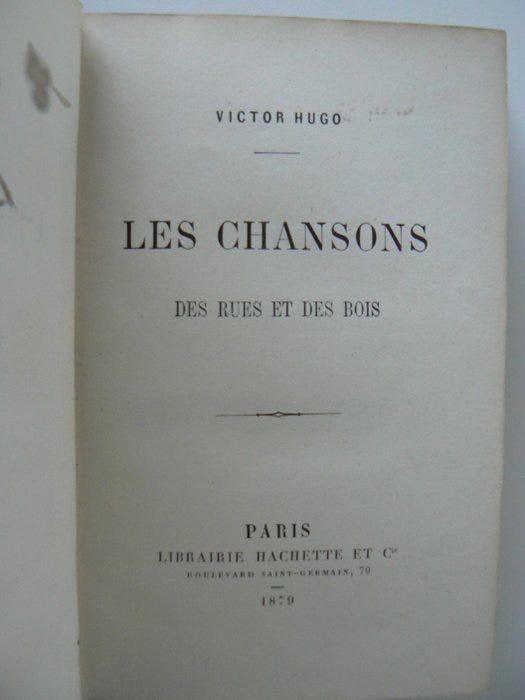 VICTOR HUGO
LES CHANSONS
DES RUES ET DES BOIS
PARIS
LIBRAIRIE HACHETTE ET Cie
BOULEVARD SAINT-GERMAIN, 79
1879